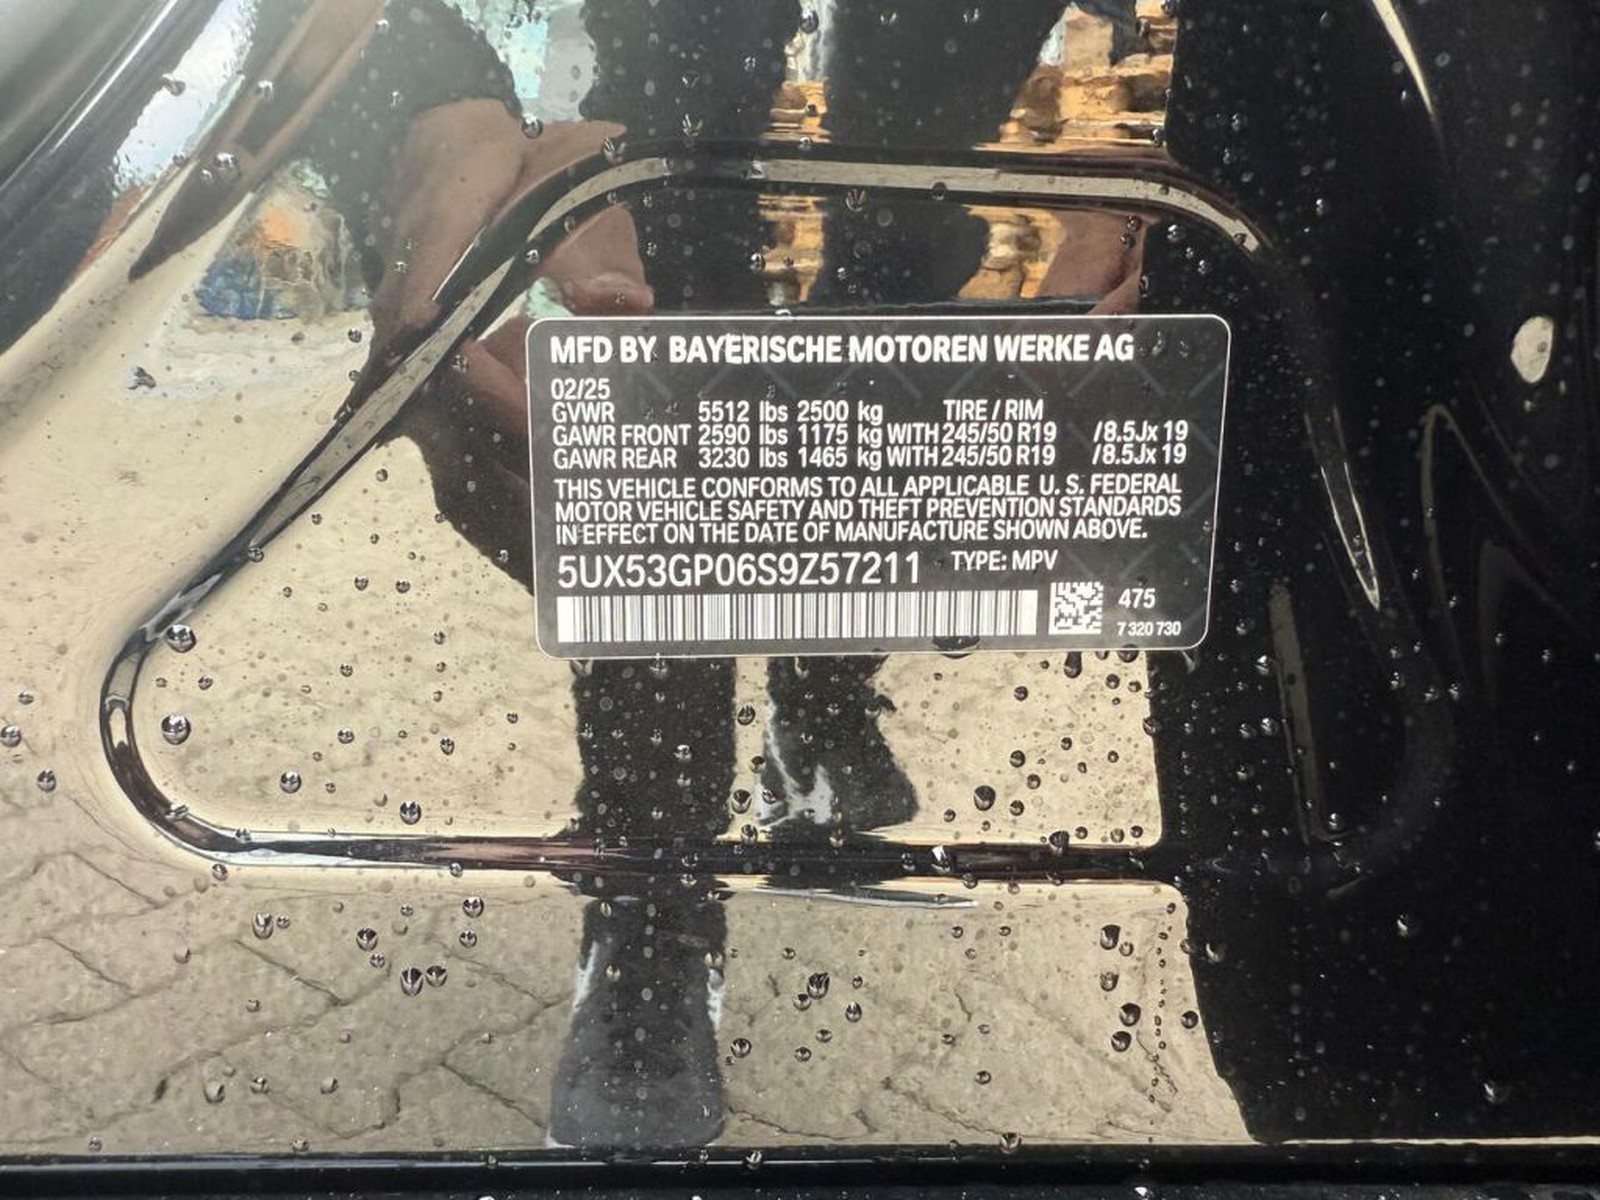 MFD BY BAYERISCHE MOTOREN WERKE AG
02/25
GVWR 5512 lbs 2500 kg TIRE / RIM
GAWR FRONT 2590 lbs 1175 kg WITH 245/50 R19 /8.5Jx 19
GAWR REAR 3230 lbs 1465 kg WITH 245/50 R19 /8.5Jx 19
THIS VEHICLE CONFORMS TO ALL APPLICABLE U. S. FEDERAL
MOTOR VEHICLE SAFETY AND THEFT PREVENTION STANDARDS
IN EFFECT ON THE DATE OF MANUFACTURE SHOWN ABOVE.
5UX53GP06S9Z57211 TYPE: MPV
475
7 320 730